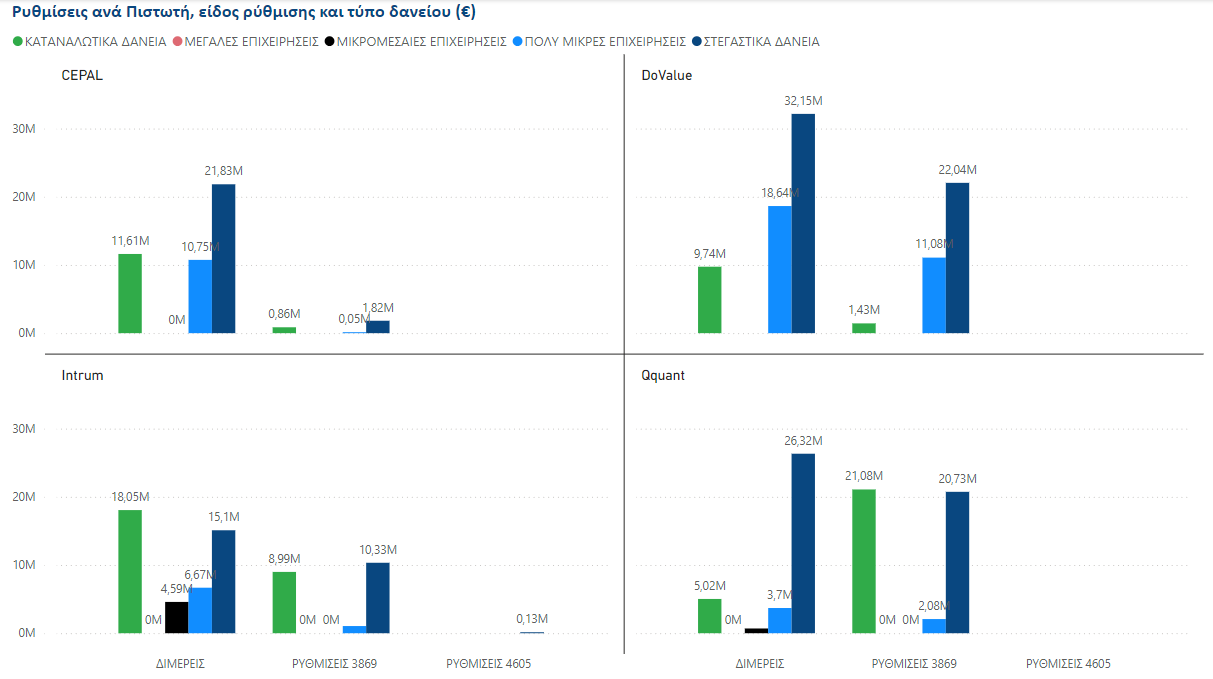 Ρυθμίσεις ανά Πιστωτή, είδος ρύθμισης και τύπο δανείου (€)
ΚΑΤΑΝΑΛΩΤΙΚΑ ΔΑΝΕΙΑ ΜΕΓΑΛΕΣ ΕΠΙΧΕΙΡΗΣΕΙΣ ΜΙΚΡΟΜΕΣΑΙΕΣ ΕΠΙΧΕΙΡΗΣΕΙΣ ΠΟΛΥ ΜΙΚΡΕΣ ΕΠΙΧΕΙΡΗΣΕΙΣ ΣΤΕΓΑΣΤΙΚΑ ΔΑΝΕΙΑ
CEPAL
30M
20M
10M
0M
11,61M
0M
10,75M
21,83M
0,86M
0,05M
1,82M
DoValue
9,74M
18,64M
32,15M
1,43M
11,08M
22,04M
Intrum
30M
20M
10M
0M
18,05M
0M
4,59M
6,67M
15,1M
8,99M
0M
0M
10,33M
0,13M
Qquant
5,02M
0M
3,7M
26,32M
21,08M
0M
0M
2,08M
20,73M
ΔΙΜΕΡΕΙΣ ΡΥΘΜΙΣΕΙΣ 3869 ΡΥΘΜΙΣΕΙΣ 4605
ΔΙΜΕΡΕΙΣ ΡΥΘΜΙΣΕΙΣ 3869 ΡΥΘΜΙΣΕΙΣ 4605